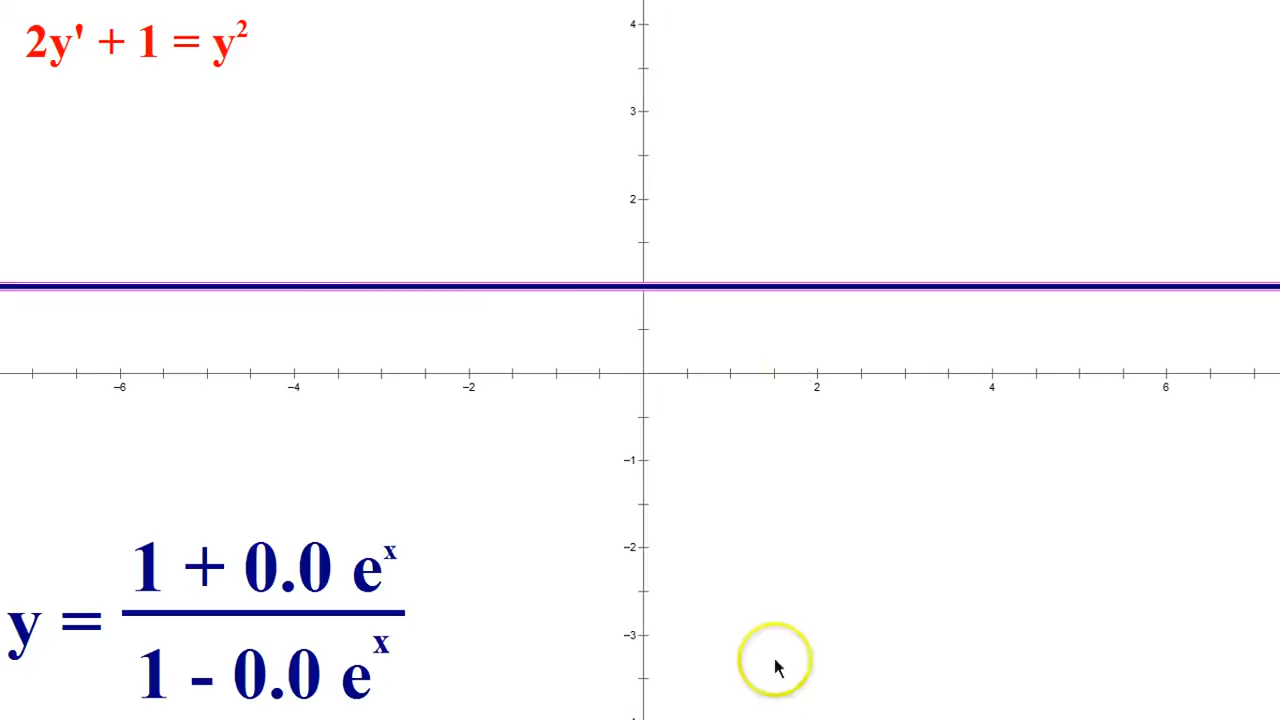 2y' + 1 = y²
4
3
2
-6 -4 -2 2 4 6
-1
-2
-3
y = 1 + 0.0 eˣ
1 - 0.0 eˣ